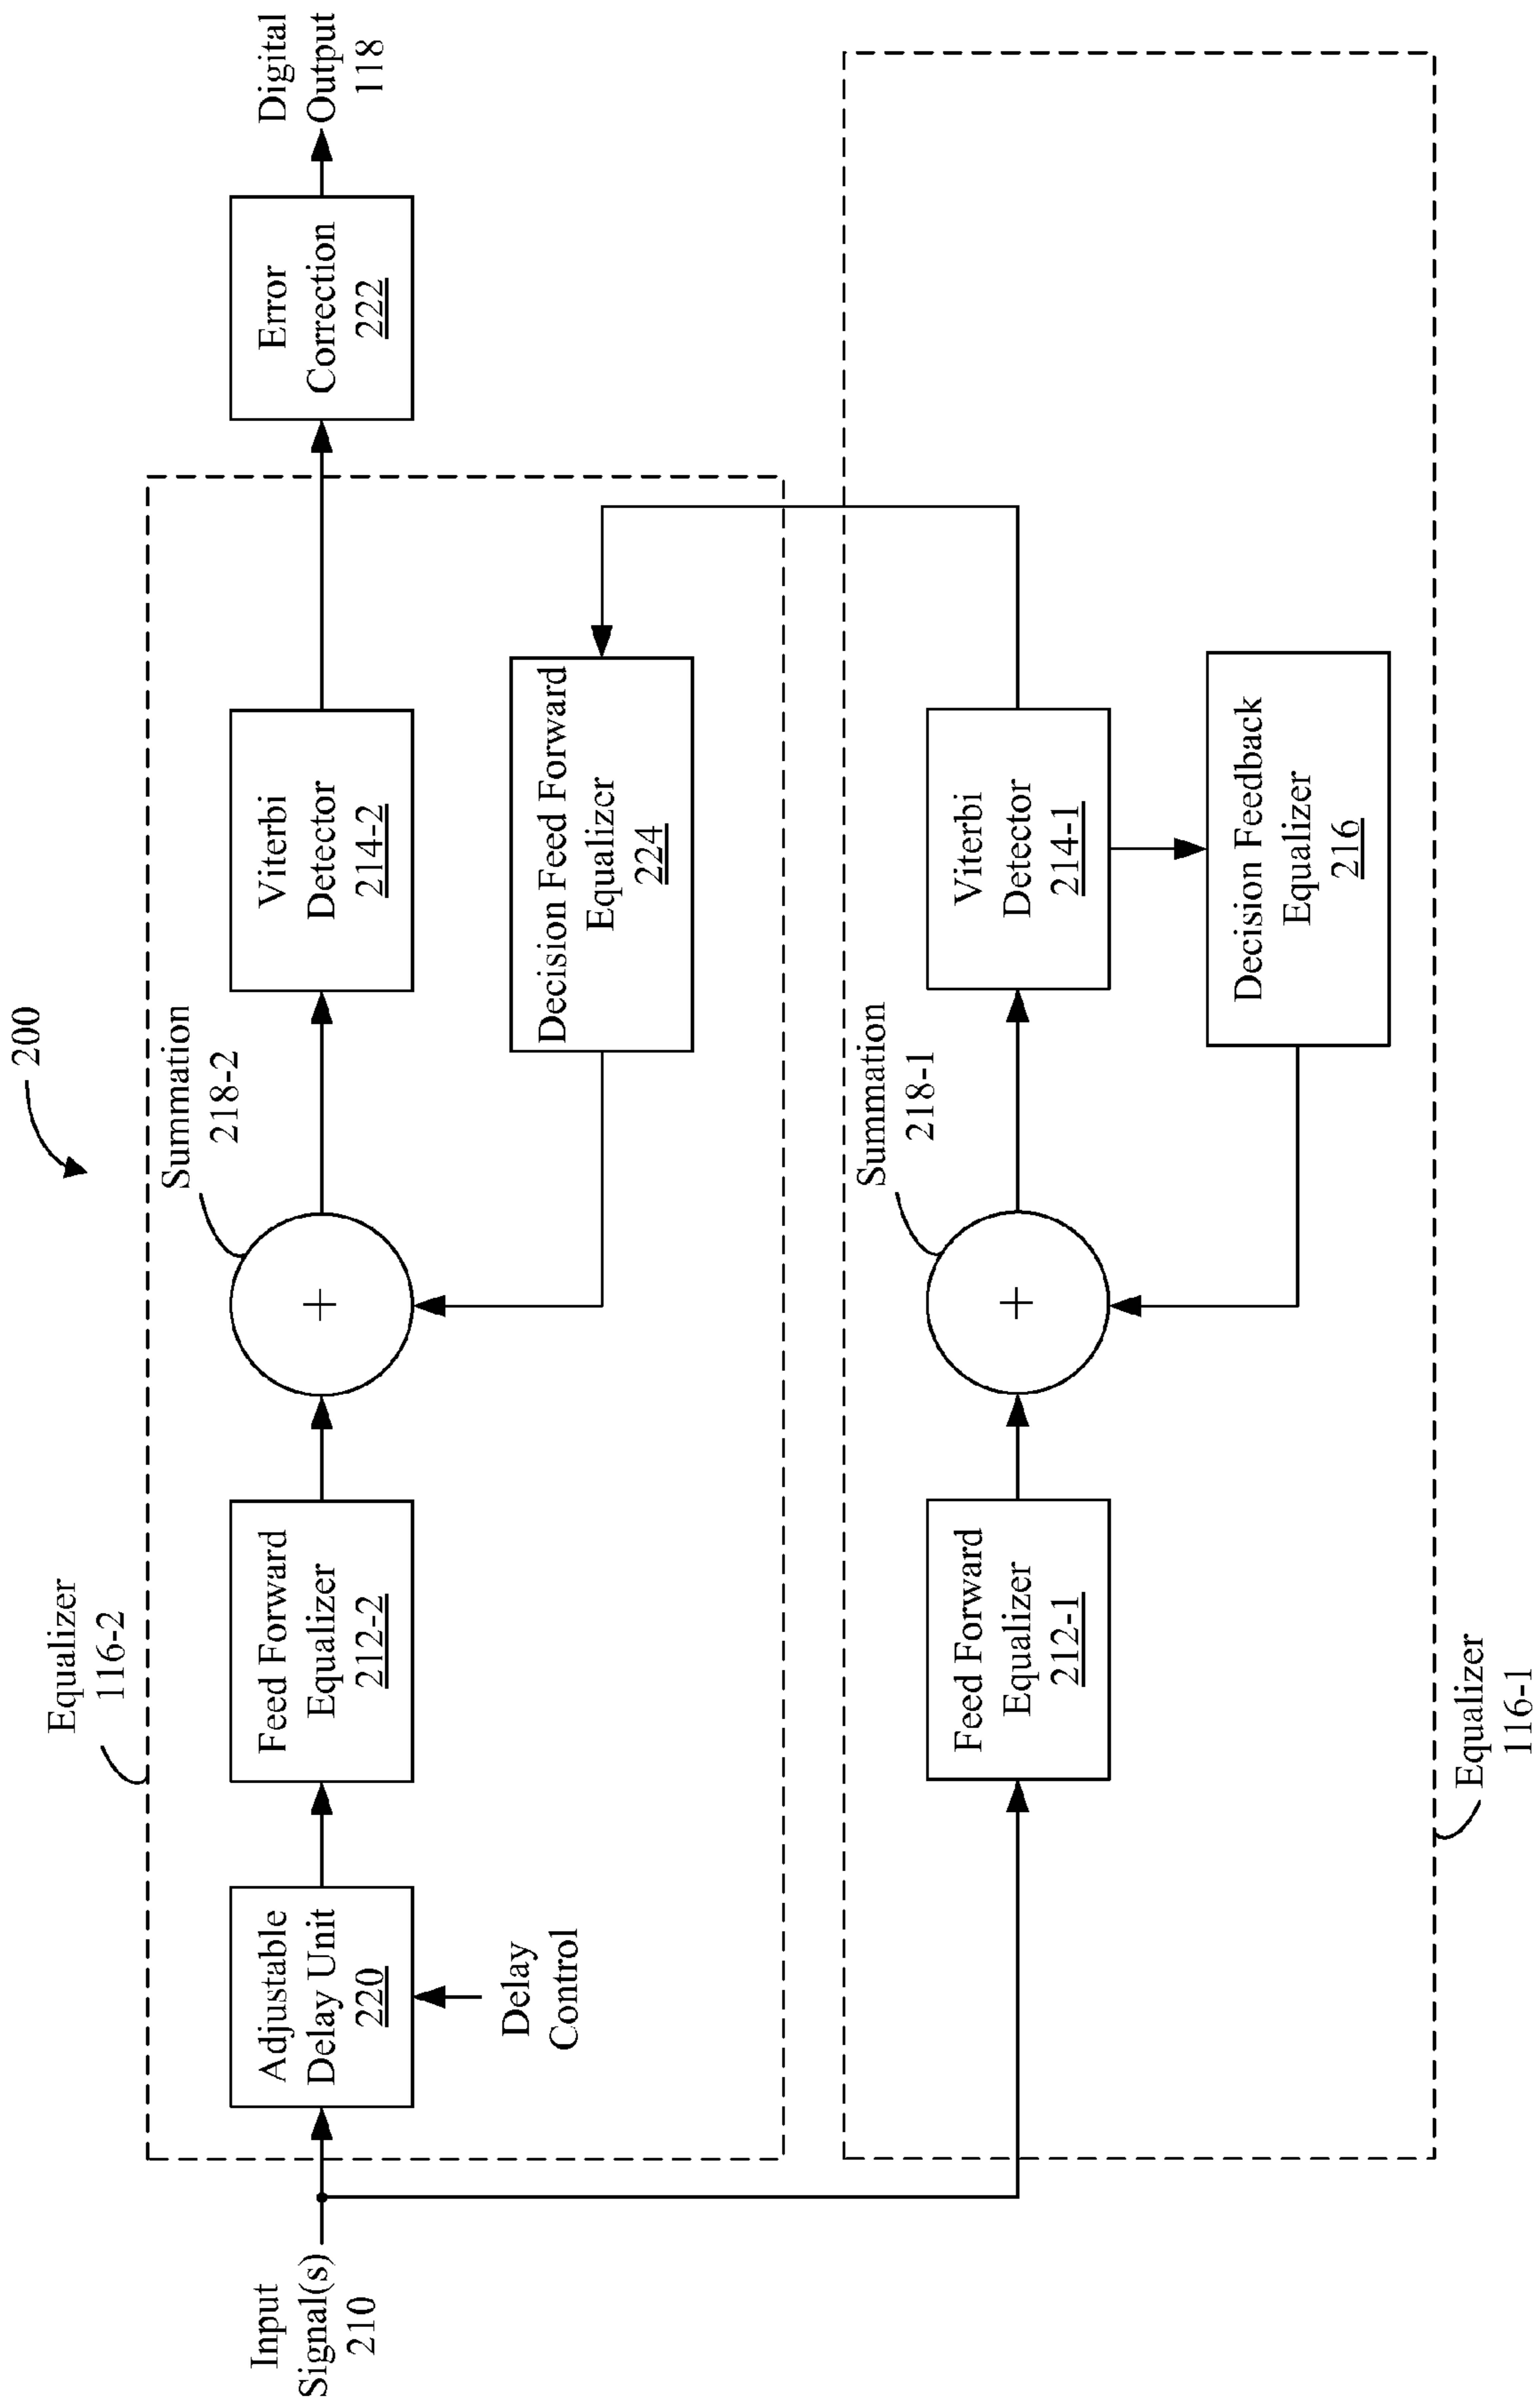 200
Equalizer
116-2
Summation
218-2
Input
Signal(s)
210
Adjustable
Delay Unit
220
Delay
Control
Feed Forward
Equalizer
212-2
+
Viterbi
Detector
214-2
Error
Correction
222
Digital
Output
118
Decision Feed Forward
Equalizer
224
Summation
218-1
Feed Forward
Equalizer
212-1
+
Viterbi
Detector
214-1
Decision Feedback
Equalizer
216
Equalizer
116-1